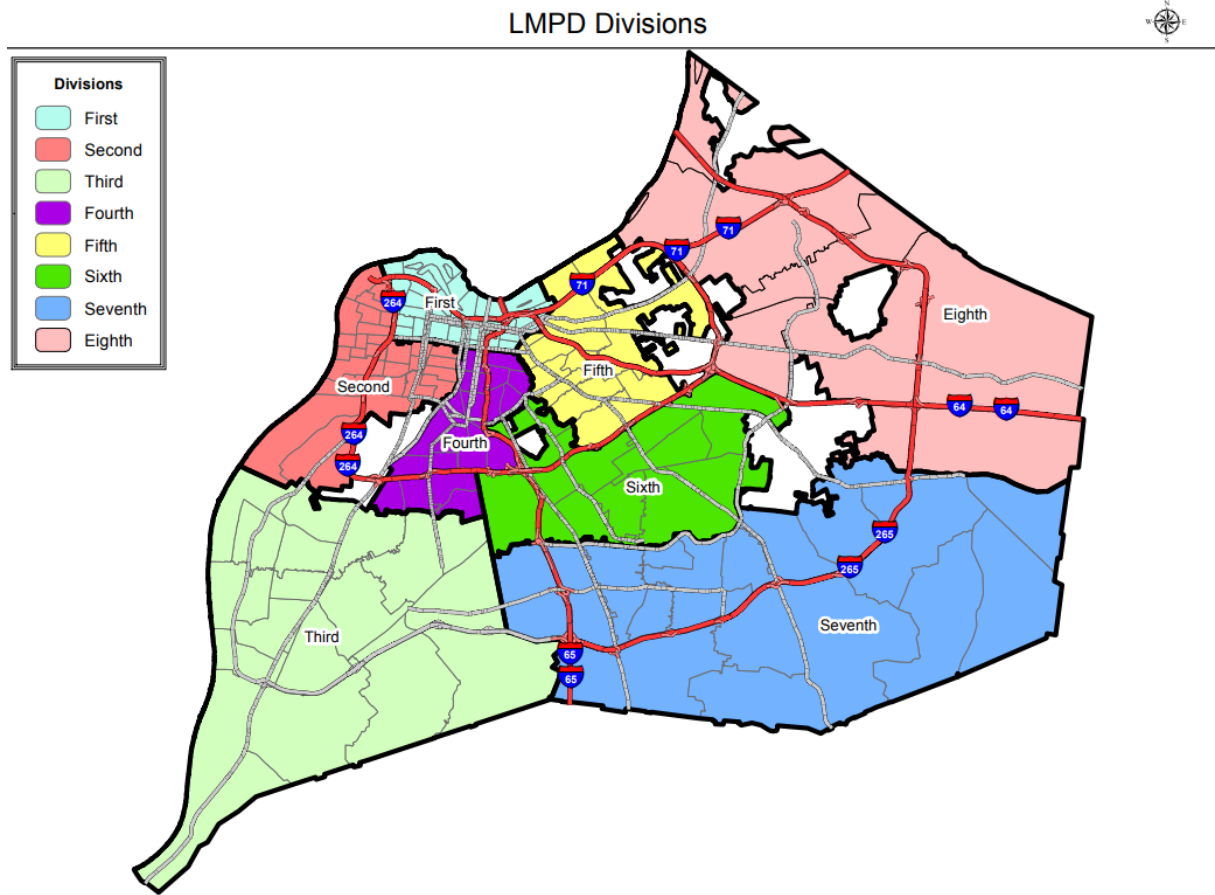 LMPD Divisions
N
W E
S
Divisions
First
Second
Third
Fourth
Fifth
Sixth
Seventh
Eighth
71
71
71
264
First
Eighth
Second
Fifth
64
64
264
Fourth
264
Sixth
265
265
Seventh
Third
65
65